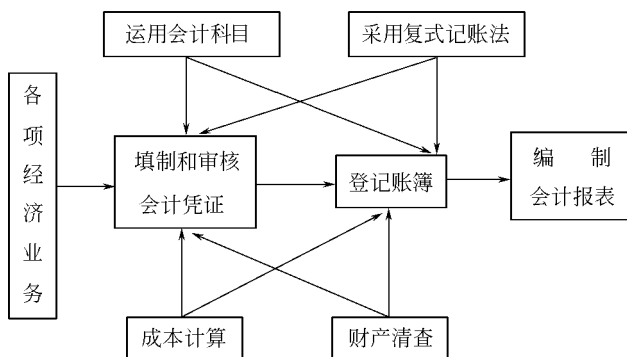 运用会计科目
采用复式记账法
各
项
经
济
业
务
填制和审核
会计凭证
登记账簿
编 制
会计报表
成本计算
财产清查